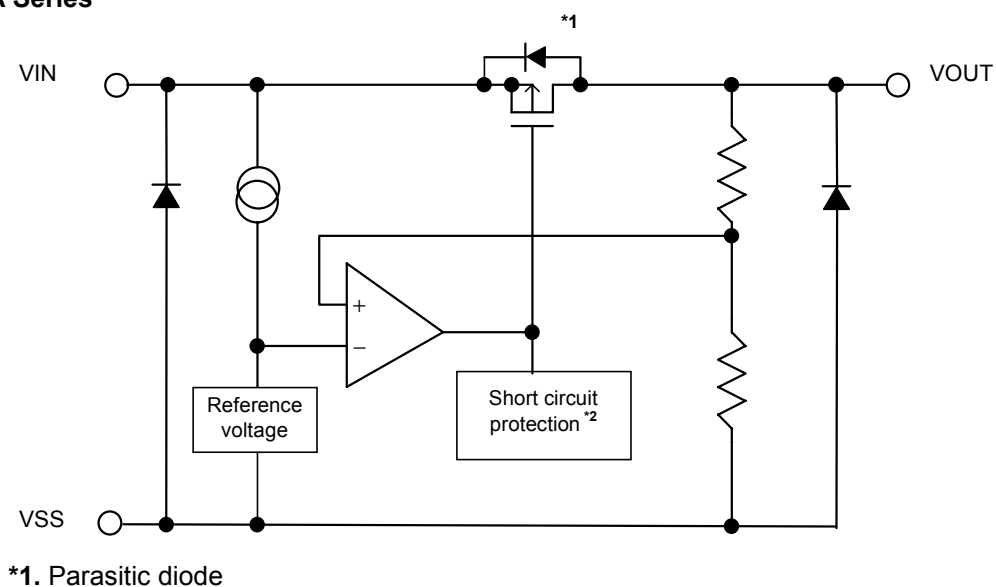 A Series
*1
VIN
VOUT
+
−
Reference
voltage
Short circuit
protection *2
VSS
*1. Parasitic diode